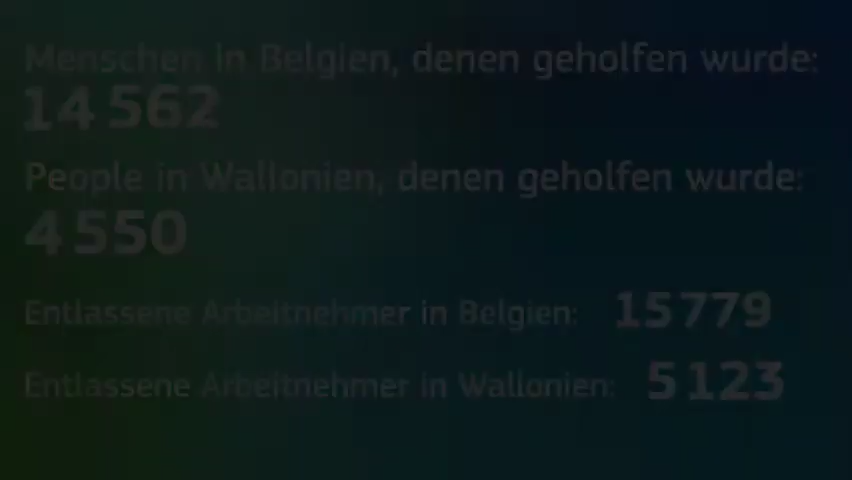 Menschen in Belgien, denen geholfen wurde:
14 562
People in Wallonien, denen geholfen wurde:
4 550
Entlassene Arbeitnehmer in Belgien: 15 779
Entlassene Arbeitnehmer in Wallonien: 5 123